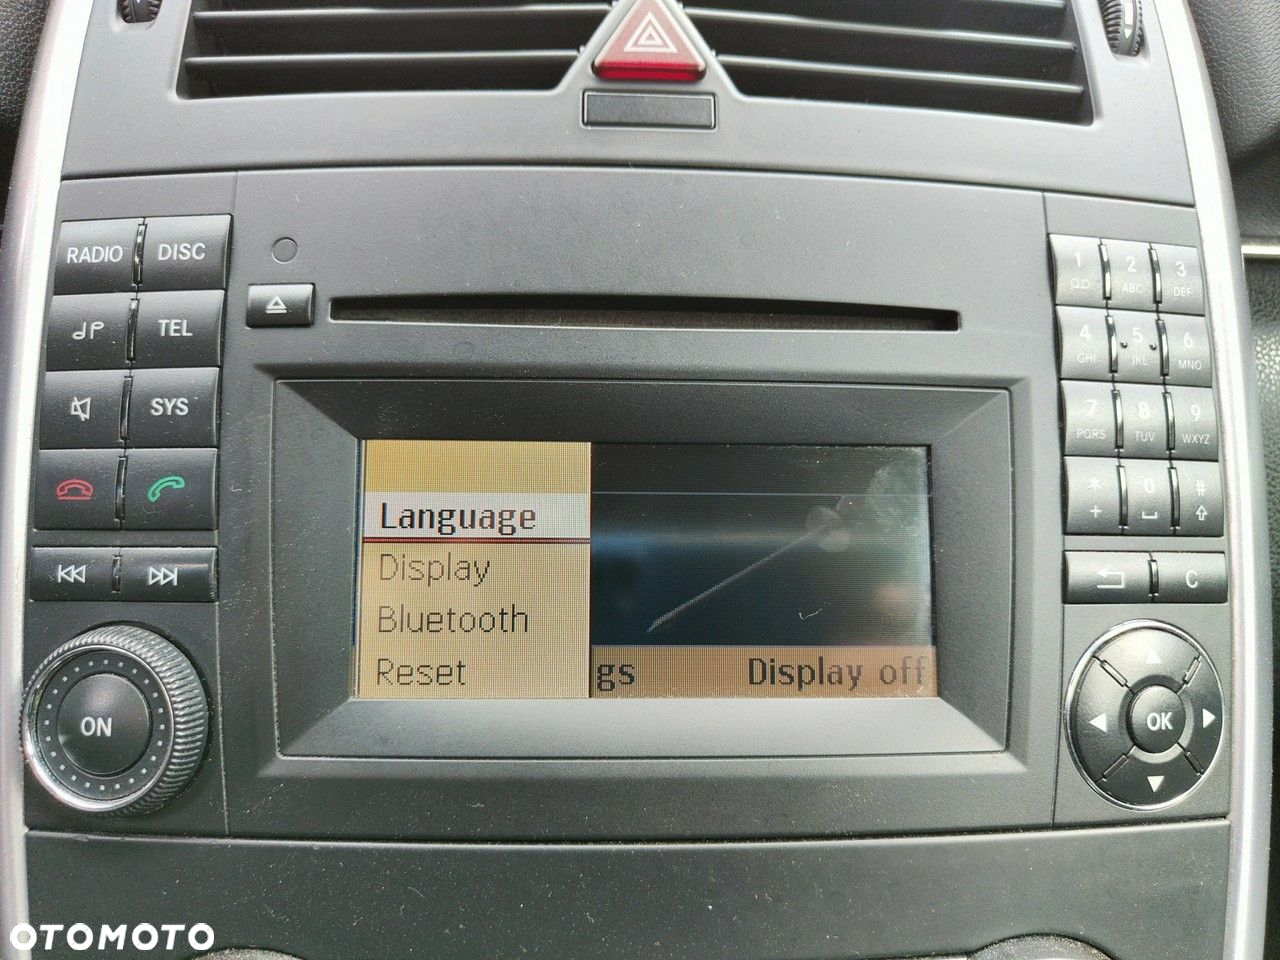 RADIO DISC
TEL
SYS
ON
Language
Display
Bluetooth
Reset
gs Display off
1 2 ABC 3 DEF
4 GHI 5 JKL 6 MNO
7 PQRS 8 TUV 9 WXYZ
* + 0 #
C
OK
OTOMOTO